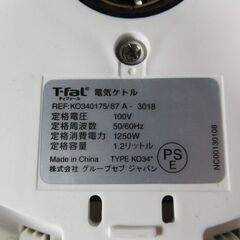 T-fal 電気ケトル
ティファール
REF:KO340175/87 A - 3018
定格電圧： 100V
定格周波数： 50/60Hz
定格消費電力： 1250W
定格容量： 1.2リットル
Made in China TYPE KO34*
株式会社 グループセブ ジャパン
PS
E
NC00130108